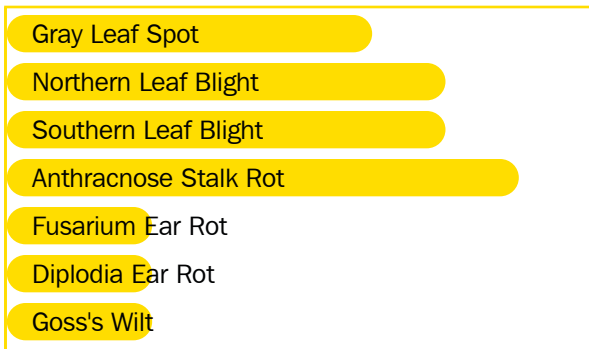 Gray Leaf Spot
Northern Leaf Blight
Southern Leaf Blight
Anthracnose Stalk Rot
Fusarium Ear Rot
Diplodia Ear Rot
Goss's Wilt